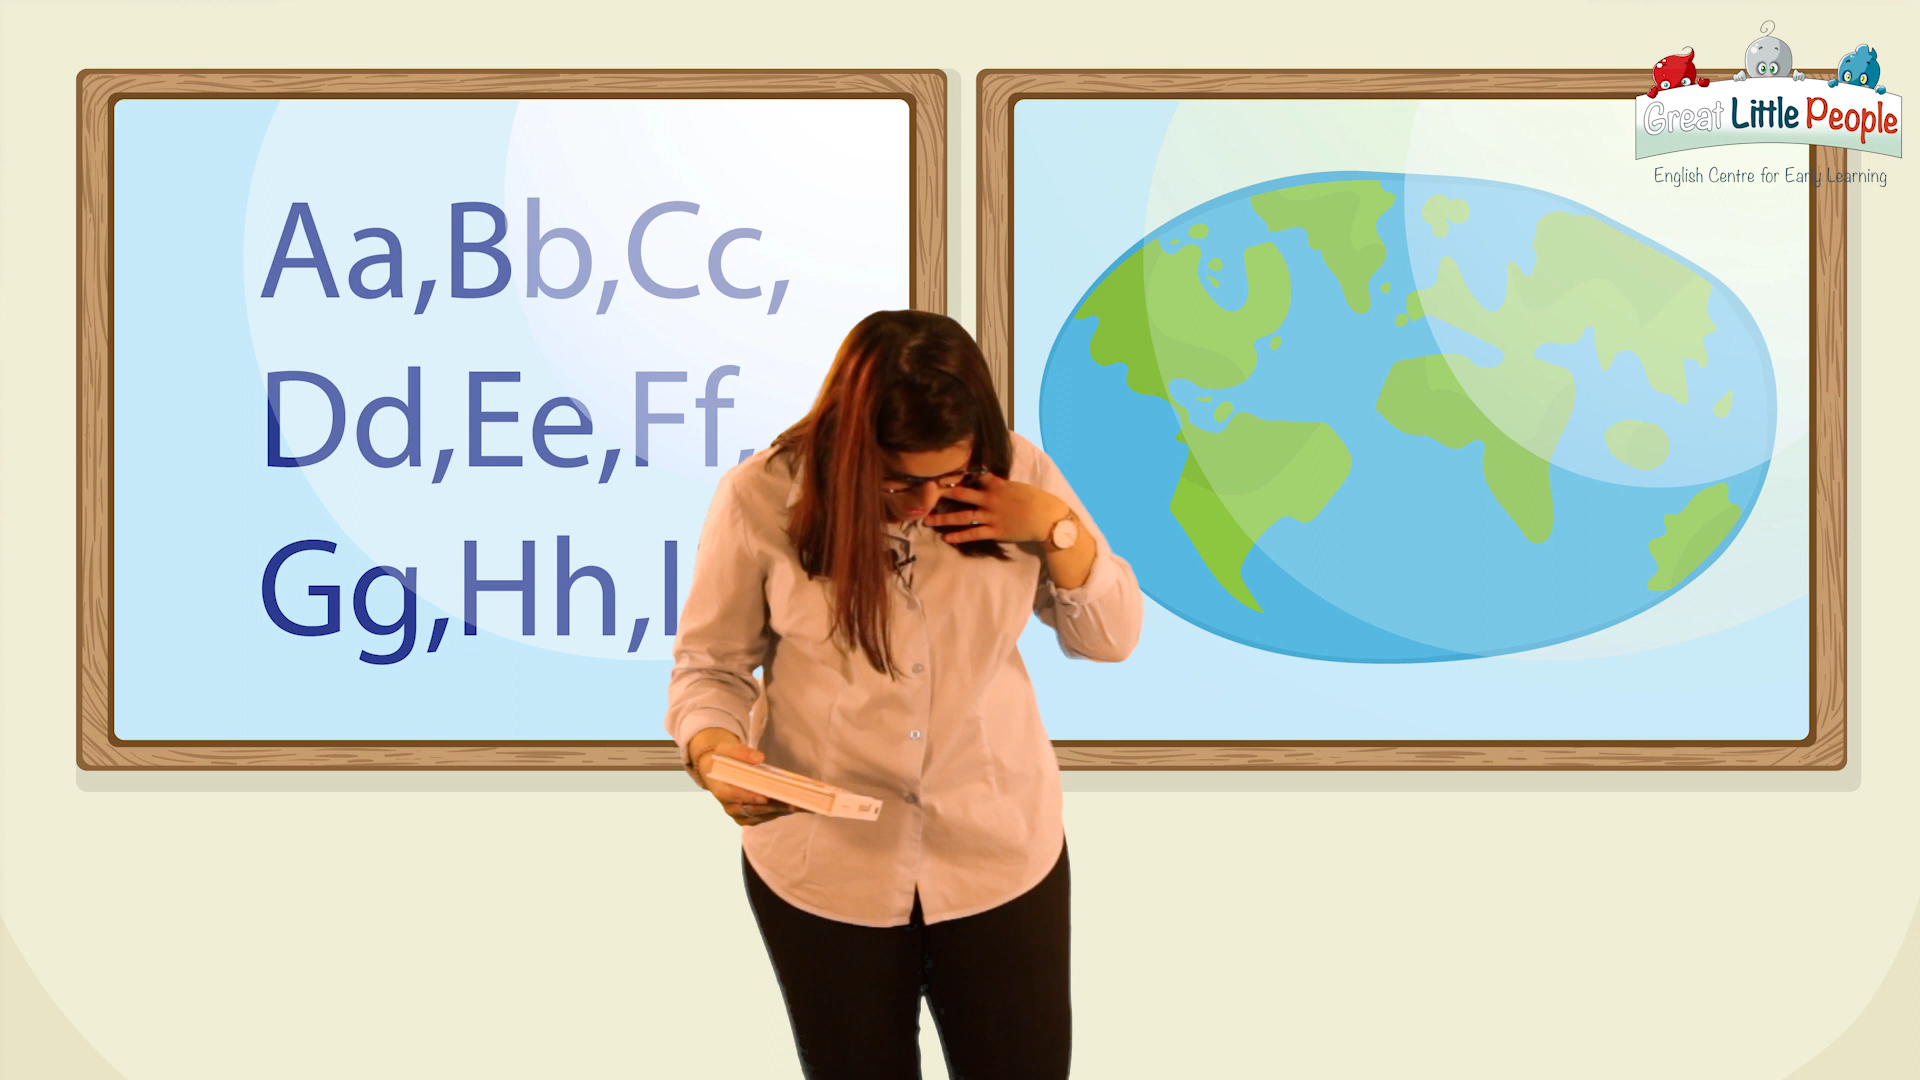 Aa,Bb,Cc,
Dd,Ee,Ff,
Gg,Hh,I
Great Little People
English Centre for Early Learning